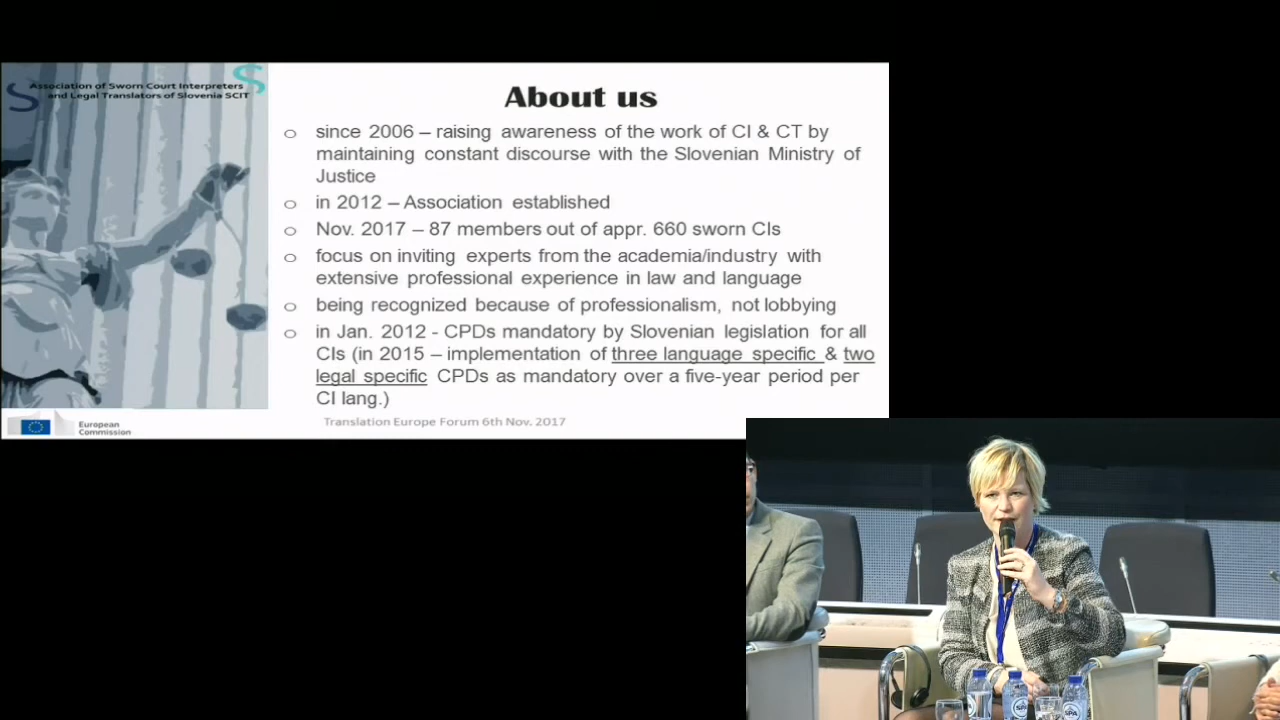 Association of Sworn Court Interpreters
and Legal Translators of Slovenia SCIT
About us
since 2006 – raising awareness of the work of CI & CT by
maintaining constant discourse with the Slovenian Ministry of
Justice
in 2012 – Association established
Nov. 2017 – 87 members out of appr. 660 sworn CIs
focus on inviting experts from the academia/industry with
extensive professional experience in law and language
being recognized because of professionalism, not lobbying
in Jan. 2012 - CPDs mandatory by Slovenian legislation for all
CIs (in 2015 – implementation of three language specific & two
legal specific CPDs as mandatory over a five-year period per
CI lang.)
European
Commission
Translation Europe Forum 6th Nov. 2017
SPA
SPA